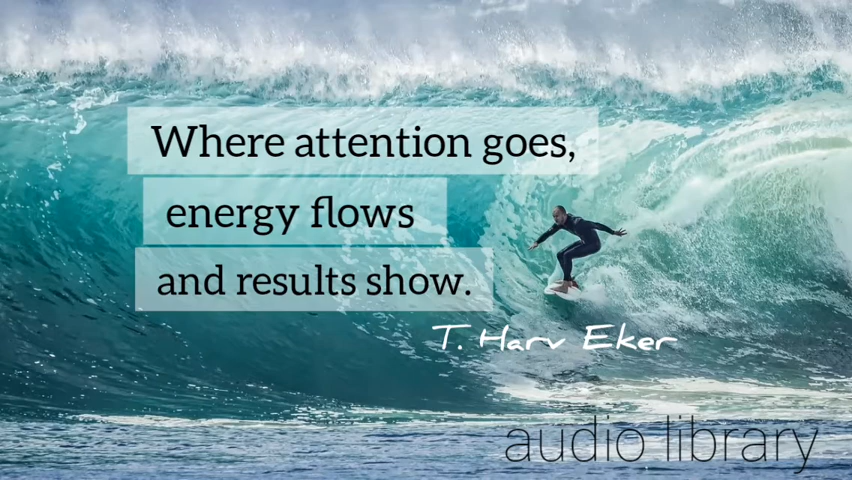 Where attention goes,
energy flows
and results show.
T. Harv Eker
audio library